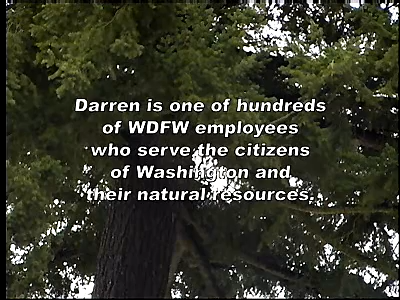 Darren is one of hundreds
of WDFW employees
who serve the citizens
of Washington and
their natural resources.